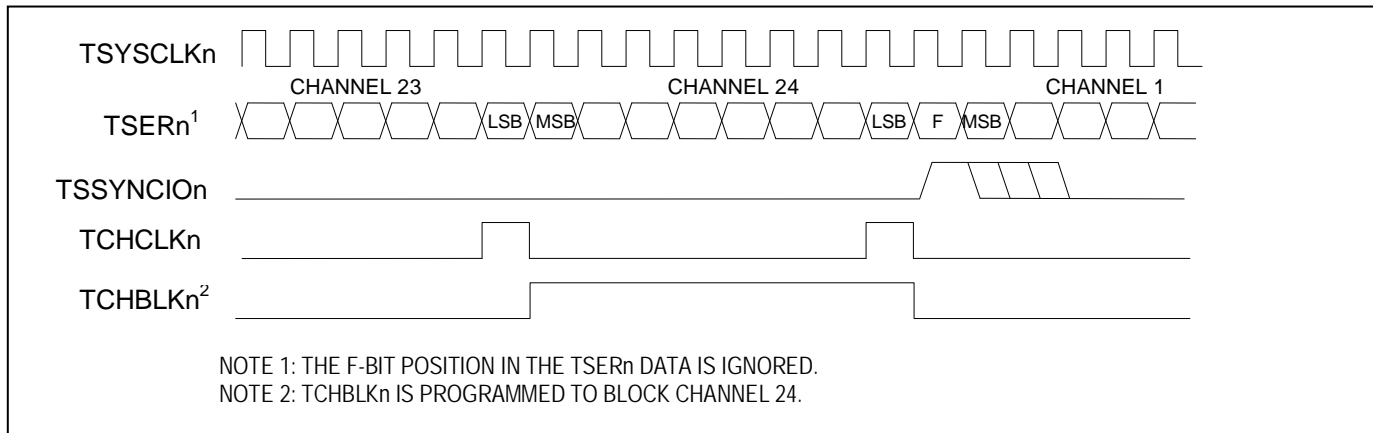 TSYSCLKn
CHANNEL 23 CHANNEL 24 CHANNEL 1
TSERn¹ LSB MSB LSB F MSB
TSSYNCIOn
TCHCLKn
TCHBLKn²
NOTE 1: THE F-BIT POSITION IN THE TSERn DATA IS IGNORED.
NOTE 2: TCHBLKn IS PROGRAMMED TO BLOCK CHANNEL 24.